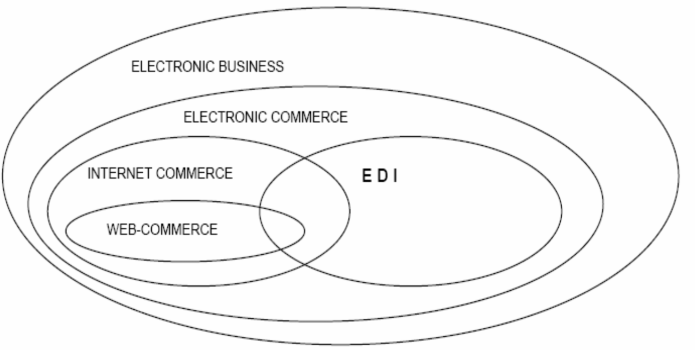 ELECTRONIC BUSINESS
ELECTRONIC COMMERCE
INTERNET COMMERCE
E D I
WEB-COMMERCE